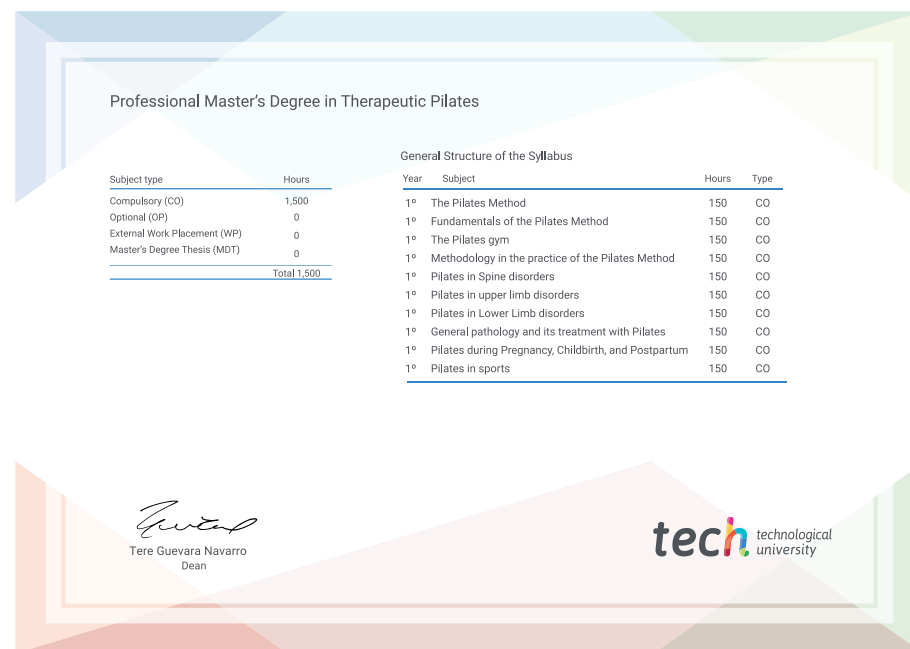 Professional Master's Degree in Therapeutic Pilates
General Structure of the Syllabus
Subject type Hours
Compulsory (CO) 1,500
Optional (OP) 0
External Work Placement (WP) 0
Master's Degree Thesis (MDT) 0
Total 1,500
Year Subject Hours Type
1º The Pilates Method 150 CO
1º Fundamentals of the Pilates Method 150 CO
1º The Pilates gym 150 CO
1º Methodology in the practice of the Pilates Method 150 CO
1º Pilates in Spine disorders 150 CO
1º Pilates in upper limb disorders 150 CO
1º Pilates in Lower Limb disorders 150 CO
1º General pathology and its treatment with Pilates 150 CO
1º Pilates during Pregnancy, Childbirth, and Postpartum 150 CO
1º Pilates in sports 150 CO
Tere Guevara Navarro
Dean
tech technological
university